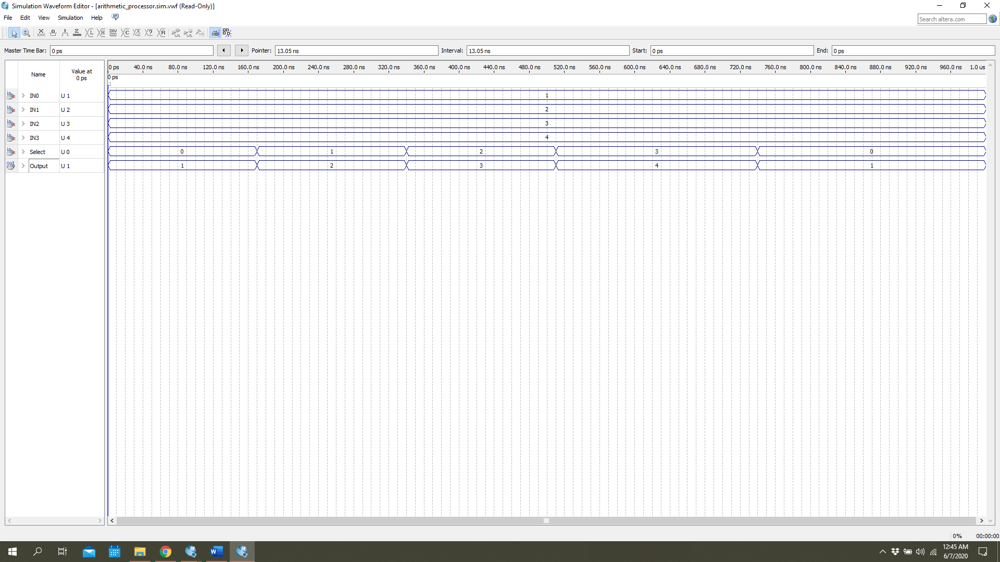 Simulation Waveform Editor - [arithmetic_processor.sim.vwf (Read-Only)]
File Edit View Simulation Help
Search altera.com
Master Time Bar: 0 ps Pointer: 13.05 ns Interval: 13.05 ns Start: 0 ps End: 0 ps
Name Value at 0 ps
0 ps 40.0 ns 80.0 ns 120.0 ns 160.0 ns 200.0 ns 240.0 ns 280.0 ns 320.0 ns 360.0 ns 400.0 ns 440.0 ns 480.0 ns 520.0 ns 560.0 ns 600.0 ns 640.0 ns 680.0 ns 720.0 ns 760.0 ns 800.0 ns 840.0 ns 880.0 ns 920.0 ns 960.0 ns 1.0 us
0 ps
IN0 U 1 1
IN1 U 2 2
IN2 U 3 3
IN3 U 4 4
Select U 0 0 1 2 3 0
Output U 1 1 2 3 4 1
0% 00:00:00
12:45 AM
6/7/2020